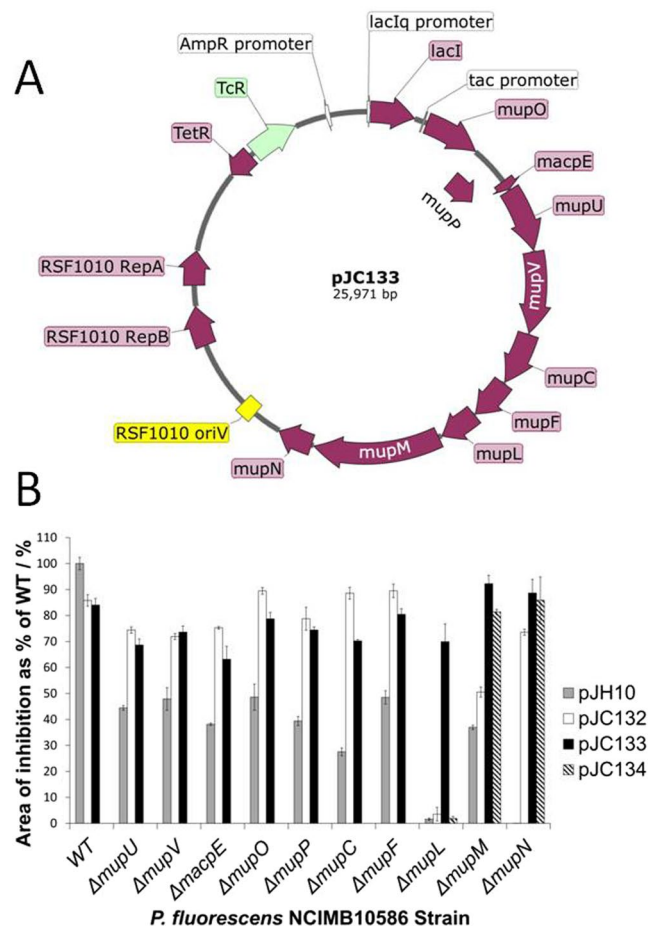 A
AmpR promoter
lacIq promoter
lacI
tac promoter
mupO
TcR
TetR
macpE
mupP
mupU
RSF1010 RepA
pJC133
25,971 bp
mupV
RSF1010 RepB
mupC
mupF
RSF1010 oriV
mupL
mupN
mupM
B
Area of inhibition as % of WT / %
110
100
90
80
70
60
50
40
30
20
10
0
pJH10
pJC132
pJC133
pJC134
WT
ΔmupU
ΔmupV
ΔmacpE
ΔmupO
ΔmupP
ΔmupC
ΔmupF
ΔmupL
ΔmupM
ΔmupN
P. fluorescens NCIMB10586 Strain